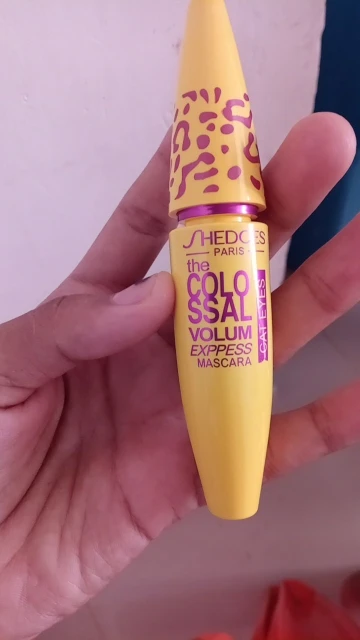 SHEDOES
PARIS
the
COLO
SSAL
VOLUM
EXPPESS
MASCARA
CAT EYES